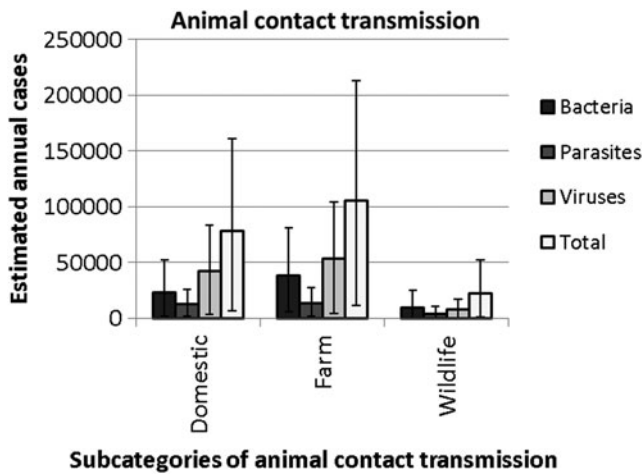 Animal contact transmission
Estimated annual cases
250000
200000
150000
100000
50000
0
Domestic
Farm
Wildlife
Subcategories of animal contact transmission
Bacteria
Parasites
Viruses
Total